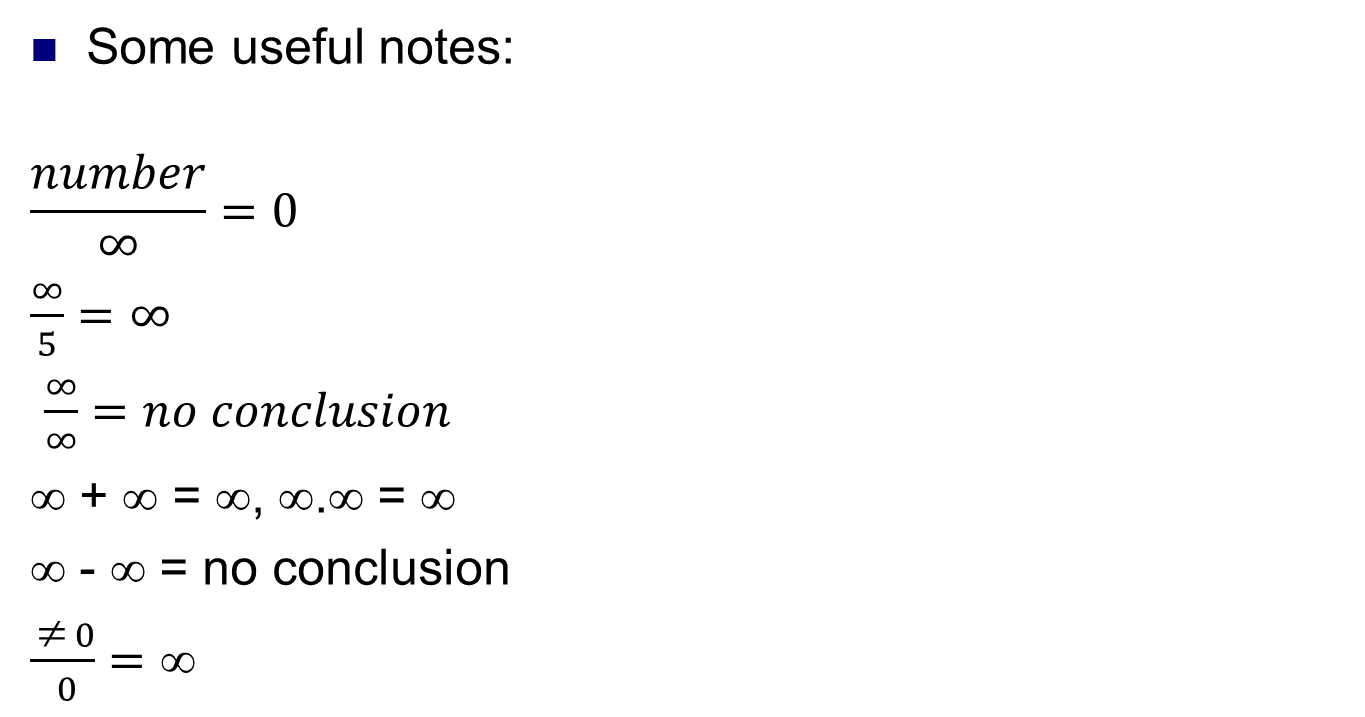 ■ Some useful notes:
number/∞ = 0
∞/5 = ∞
∞/∞ = no conclusion
∞ + ∞ = ∞, ∞.∞ = ∞
∞ - ∞ = no conclusion
≠ 0/0 = ∞